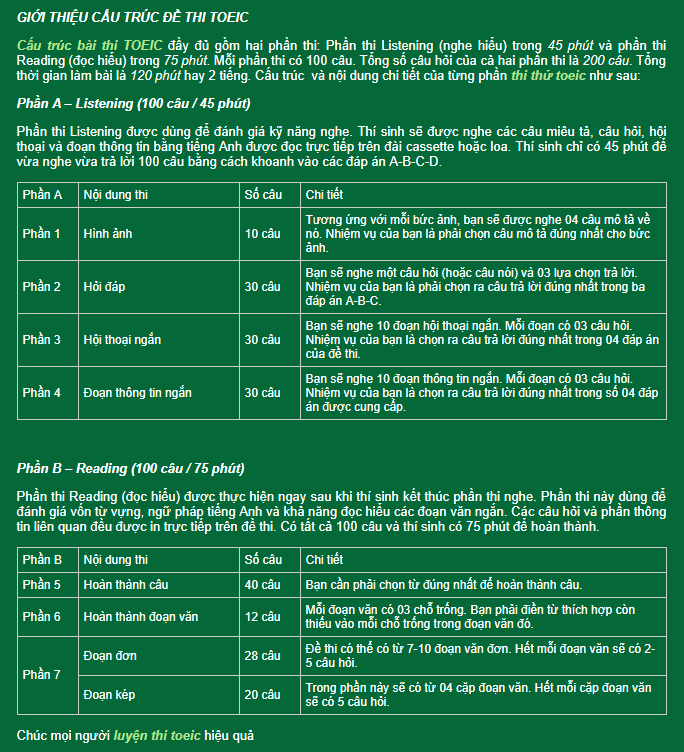 GIỚI THIỆU CẤU TRÚC ĐỀ THI TOEIC
Cấu trúc bài thi TOEIC đầy đủ gồm hai phần thi: Phần thi Listening (nghe hiểu) trong 45 phút và phần thi
Reading (đọc hiểu) trong 75 phút. Mỗi phần thi có 100 câu. Tổng số câu hỏi của cả hai phần thi là 200 câu. Tổng
thời gian làm bài là 120 phút hay 2 tiếng. Cấu trúc và nội dung chi tiết của từng phần thi thử toeic như sau:
Phần A – Listening (100 câu / 45 phút)
Phần thi Listening được dùng để đánh giá kỹ năng nghe. Thí sinh sẽ được nghe các câu miêu tả, câu hỏi, hội
thoại và đoạn thông tin bằng tiếng Anh được đọc trực tiếp trên đài cassette hoặc loa. Thí sinh chỉ có 45 phút để
vừa nghe vừa trả lời 100 câu bằng cách khoanh vào các đáp án A-B-C-D.
Phần A Nội dung thi Số câu Chi tiết
Phần 1 Hình ảnh 10 câu Tương ứng với mỗi bức ảnh, bạn sẽ được nghe 04 câu mô tả về
nó. Nhiệm vụ của bạn là phải chọn câu mô tả đúng nhất cho bức
ảnh.
Phần 2 Hỏi đáp 30 câu Bạn sẽ nghe một câu hỏi (hoặc câu nói) và 03 lựa chọn trả lời.
Nhiệm vụ của bạn là phải chọn ra câu trả lời đúng nhất trong ba
đáp án A-B-C.
Phần 3 Hội thoại ngắn 30 câu Bạn sẽ nghe 10 đoạn hội thoại ngắn. Mỗi đoạn có 03 câu hỏi.
Nhiệm vụ của bạn là chọn ra câu trả lời đúng nhất trong 04 đáp án
của đề thi.
Phần 4 Đoạn thông tin ngắn 30 câu Bạn sẽ nghe 10 đoạn thông tin ngắn. Mỗi đoạn có 03 câu hỏi.
Nhiệm vụ của bạn là chọn ra câu trả lời đúng nhất trong số 04 đáp
án được cung cấp.
Phần B – Reading (100 câu / 75 phút)
Phần thi Reading (đọc hiểu) được thực hiện ngay sau khi thí sinh kết thúc phần thi nghe. Phần thi này dùng để
đánh giá vốn từ vựng, ngữ pháp tiếng Anh và khả năng đọc hiểu các đoạn văn ngắn. Các câu hỏi và phần thông
tin liên quan đều được in trực tiếp trên đề thi. Có tất cả 100 câu và thí sinh có 75 phút để hoàn thành.
Phần B Nội dung thi Số câu Chi tiết
Phần 5 Hoàn thành câu 40 câu Bạn cần phải chọn từ đúng nhất để hoàn thành câu.
Phần 6 Hoàn thành đoạn văn 12 câu Mỗi đoạn văn có 03 chỗ trống. Bạn phải điền từ thích hợp còn
thiếu vào mỗi chỗ trống trong đoạn văn đó.
Phần 7 Đoạn đơn 28 câu Đề thi có thể có từ 7-10 đoạn văn đơn. Hết mỗi đoạn văn sẽ có 2-
5 câu hỏi.
Đoạn kép 20 câu Trong phần này sẽ có từ 04 cặp đoạn văn. Hết mỗi cặp đoạn văn
sẽ có 5 câu hỏi.
Chúc mọi người luyện thi toeic hiệu quả